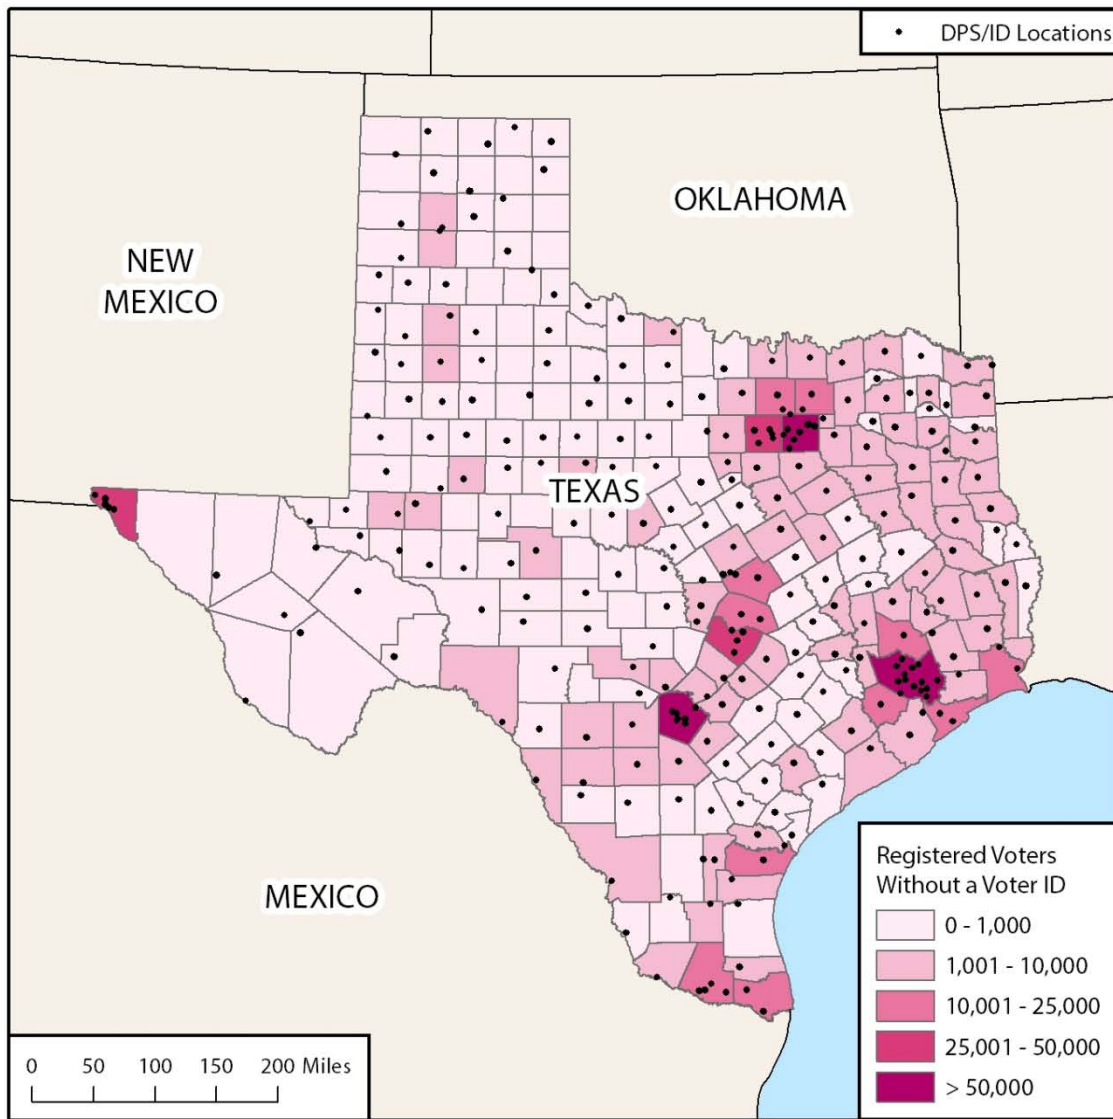 DPS/ID Locations
OKLAHOMA
NEW
MEXICO
TEXAS
MEXICO
Registered Voters
Without a Voter ID
0 - 1,000
1,001 - 10,000
10,001 - 25,000
25,001 - 50,000
> 50,000
0 50 100 150 200 Miles